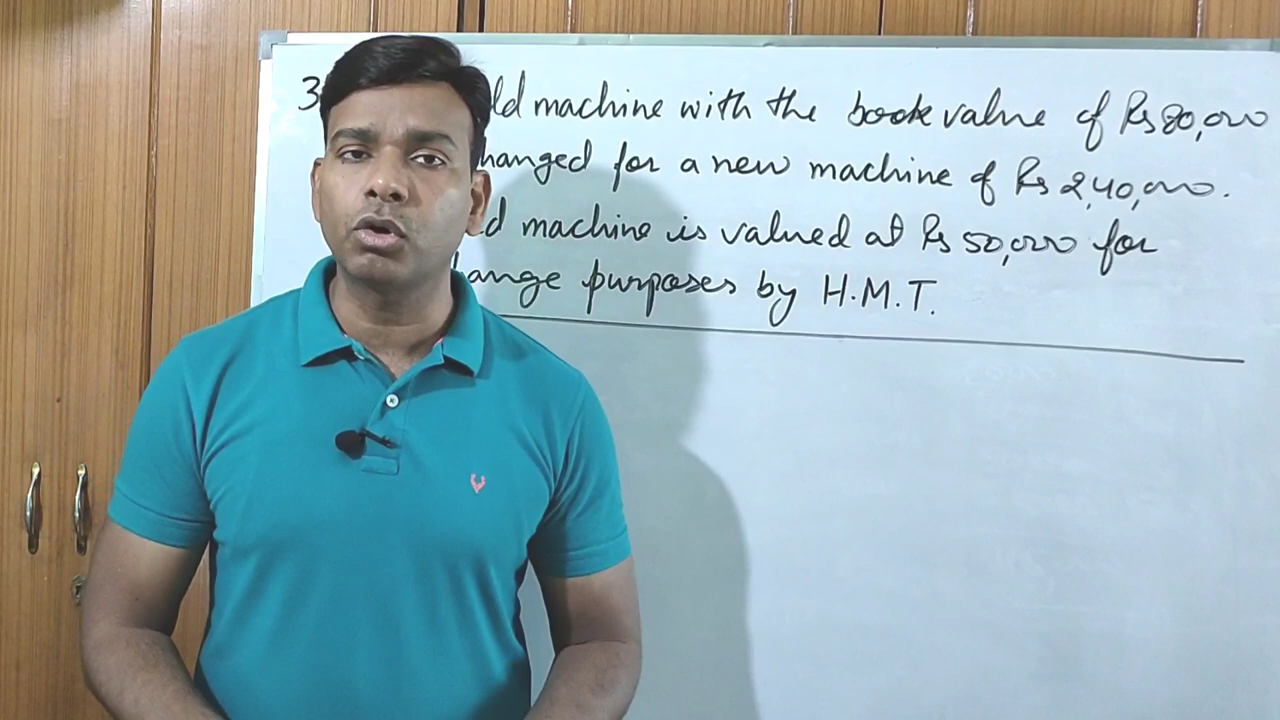 3
ld machine with the book value of Rs 80,000
hanged for a new machine of Rs 2,40,000.
d machine is valued at Rs 50,000 for
ange purposes by H.M.T.